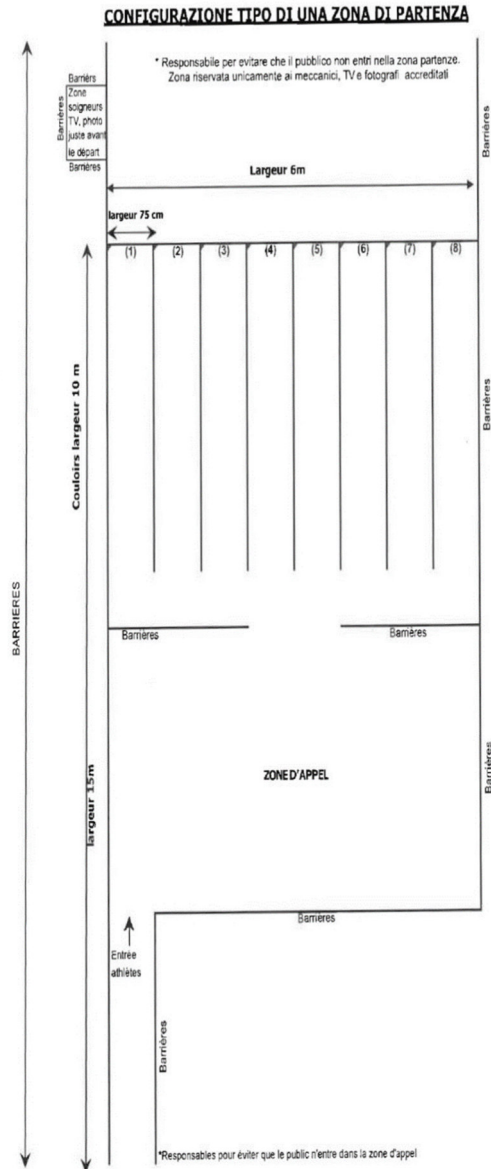 CONFIGURAZIONE TIPO DI UNA ZONA DI PARTENZA
* Responsabile per evitare che il pubblico non entri nella zona partenze.
Zona riservata unicamente ai meccanici, TV e fotografi accreditati
Barrièrs
Barrières
Zone
soigneurs
TV, photo
juste avant
le départ
Barrières
Barrières
Largeur 6m
largeur 75 cm
(1) (2) (3) (4) (5) (6) (7) (8)
Couloirs largeur 10 m
Barrières
BARRIERES
Barrières
Barrières
largeur 15m
ZONE D'APPEL
Barrières
Barrières
Entrée
athlètes
Barrières
*Responsables pour éviter que le public n'entre dans la zone d'appel